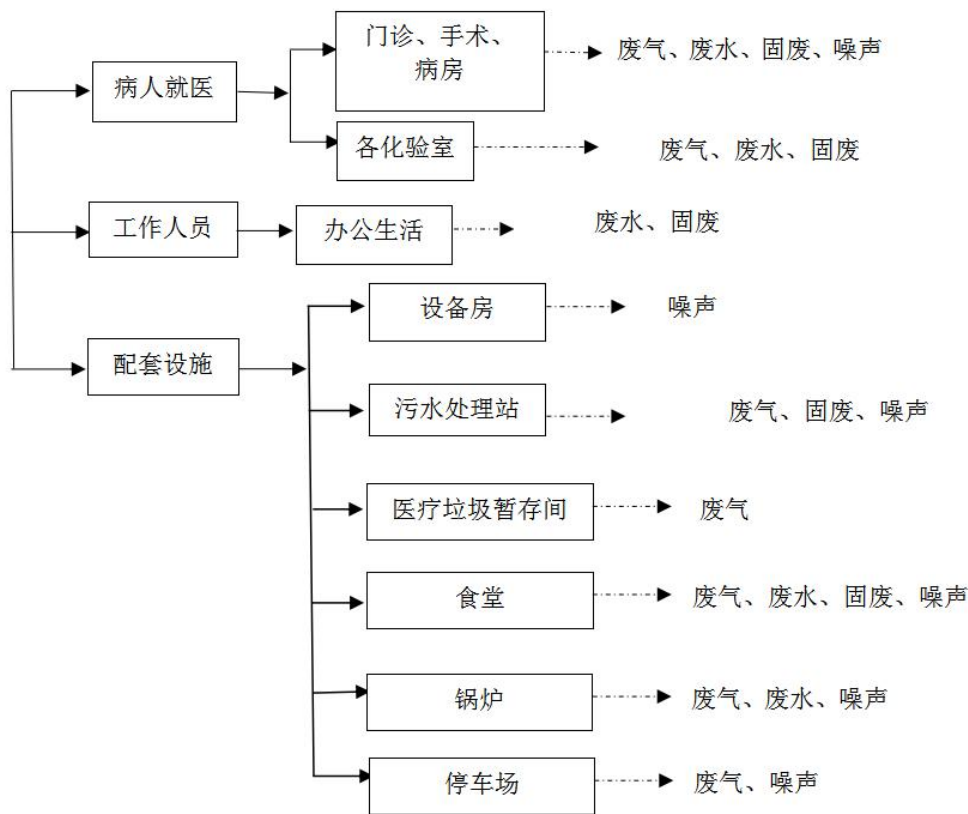 门诊、手术、
病房
废气、废水、固废、噪声
病人就医
各化验室
废气、废水、固废
工作人员
办公生活
废水、固废
设备房
噪声
配套设施
污水处理站
废气、固废、噪声
医疗垃圾暂存间
废气
食堂
废气、废水、固废、噪声
锅炉
废气、废水、噪声
停车场
废气、噪声